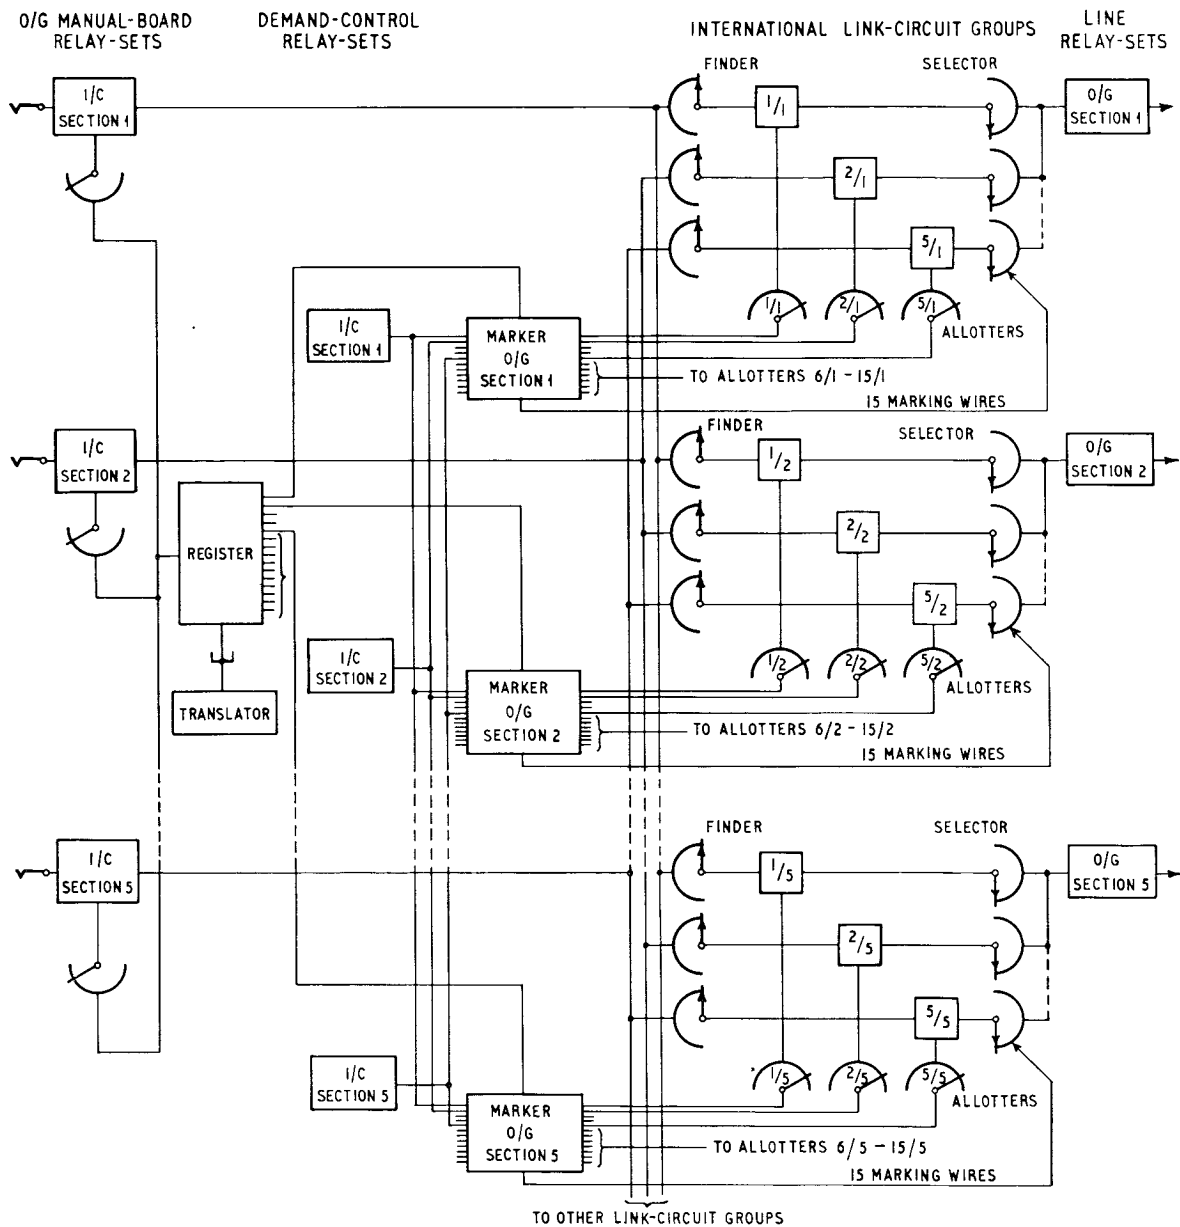 O/G MANUAL-BOARD
RELAY-SETS
DEMAND-CONTROL
RELAY-SETS
INTERNATIONAL LINK-CIRCUIT GROUPS
LINE
RELAY-SETS
FINDER
SELECTOR
I/C
SECTION 1
1/1
O/G
SECTION 1
2/1
5/1
1/1
2/1
5/1
ALLOTTERS
I/C
SECTION 1
MARKER
O/G
SECTION 1
TO ALLOTTERS 6/1 - 15/1
15 MARKING WIRES
FINDER
SELECTOR
I/C
SECTION 2
1/2
O/G
SECTION 2
2/2
REGISTER
5/2
1/2
2/2
5/2
ALLOTTERS
I/C
SECTION 2
MARKER
O/G
SECTION 2
TRANSLATOR
TO ALLOTTERS 6/2 - 15/2
15 MARKING WIRES
FINDER
SELECTOR
I/C
SECTION 5
1/5
O/G
SECTION 5
2/5
5/5
1/5
2/5
5/5
ALLOTTERS
I/C
SECTION 5
MARKER
O/G
SECTION 5
TO ALLOTTERS 6/5 - 15/5
15 MARKING WIRES
TO OTHER LINK-CIRCUIT GROUPS